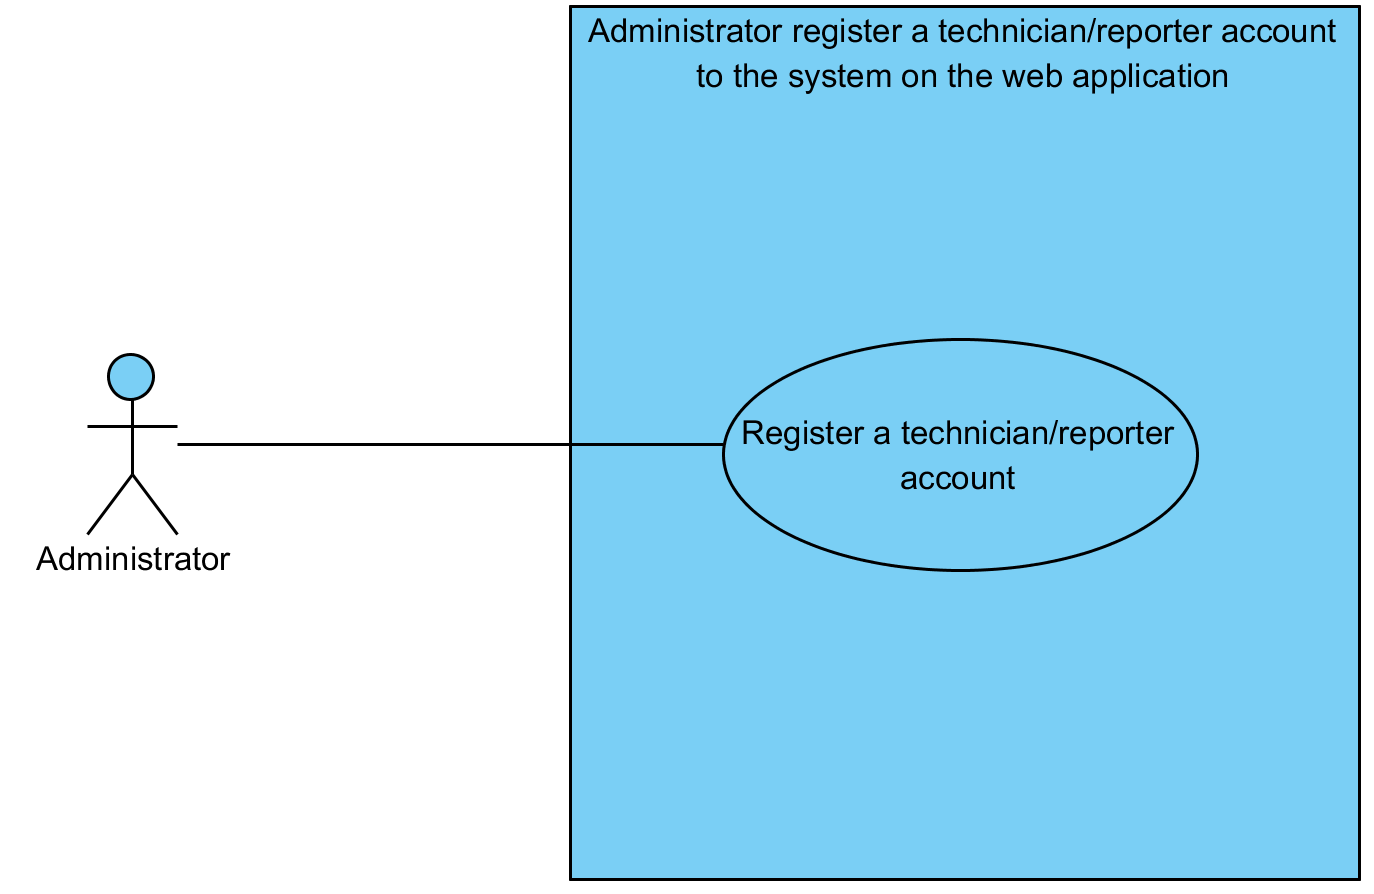 Administrator register a technician/reporter account
to the system on the web application
Register a technician/reporter
account
Administrator